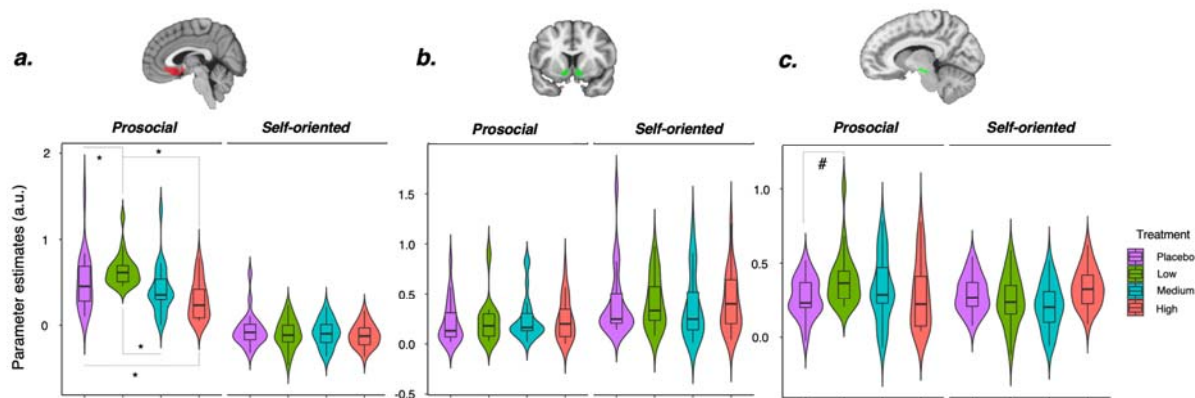 a.
b.
c.
Prosocial
Self-oriented
Prosocial
Self-oriented
Prosocial
Self-oriented
Parameter estimates (a.u.)
2
1
0
*
*
*
*
1.5
1.0
0.5
0.0
-0.5
1.0
0.5
0.0
#
Treatment
Placebo
Low
Medium
High